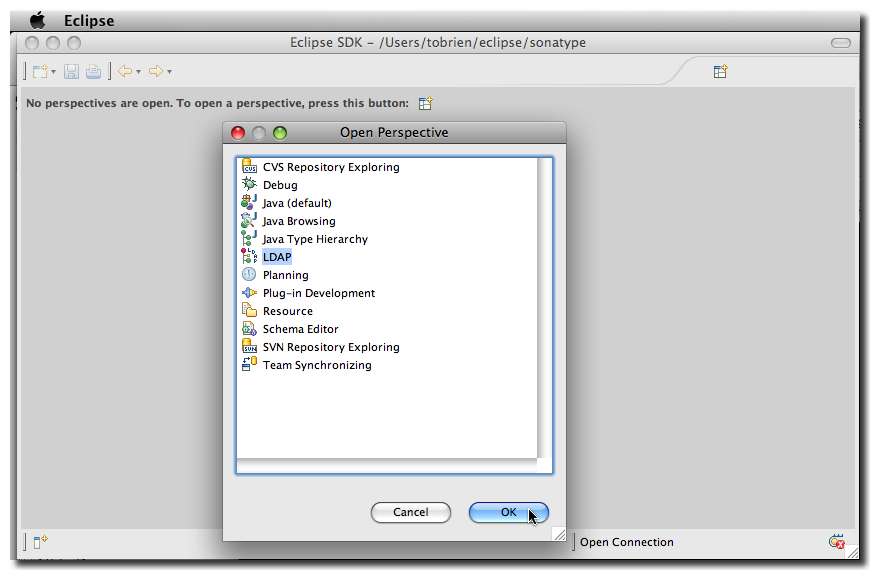 Eclipse
Eclipse SDK – /Users/tobrien/eclipse/sonatype
No perspectives are open. To open a perspective, press this button:
Open Perspective
CVS Repository Exploring
Debug
Java (default)
Java Browsing
Java Type Hierarchy
LDAP
Planning
Plug-in Development
Resource
Schema Editor
SVN Repository Exploring
Team Synchronizing
Cancel
OK
Open Connection